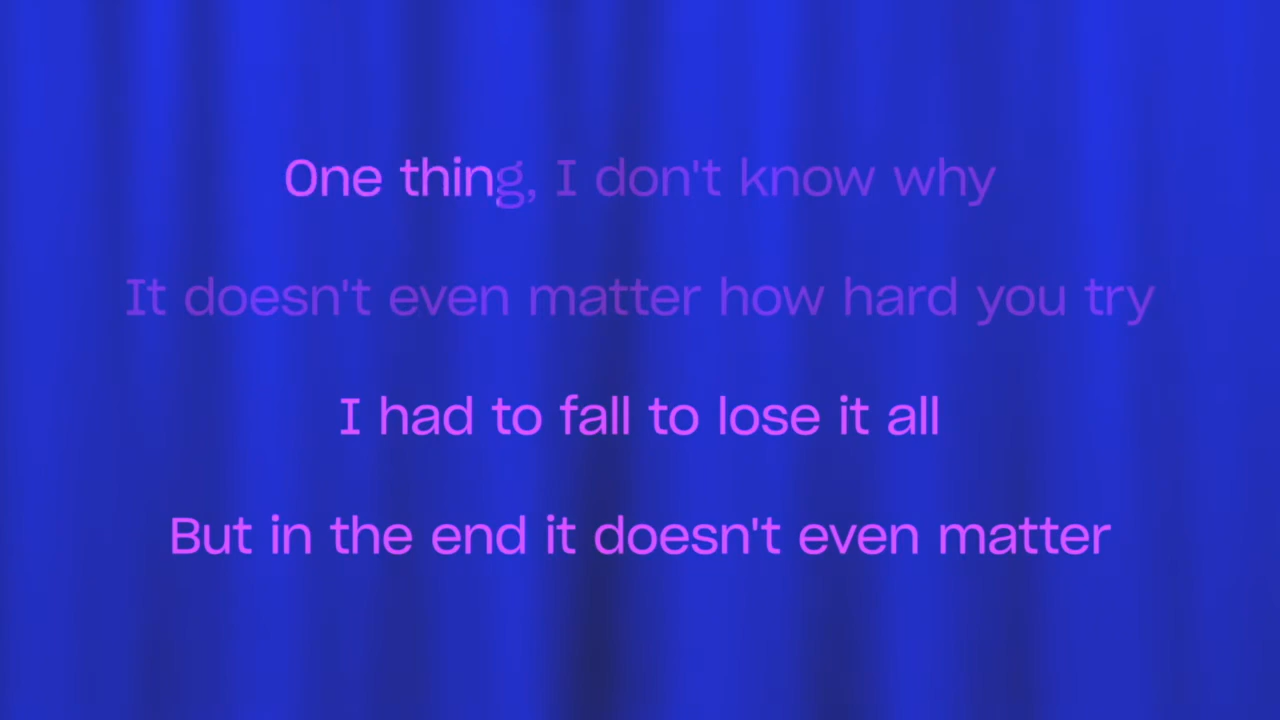 One thing, I don't know why
It doesn't even matter how hard you try
I had to fall to lose it all
But in the end it doesn't even matter